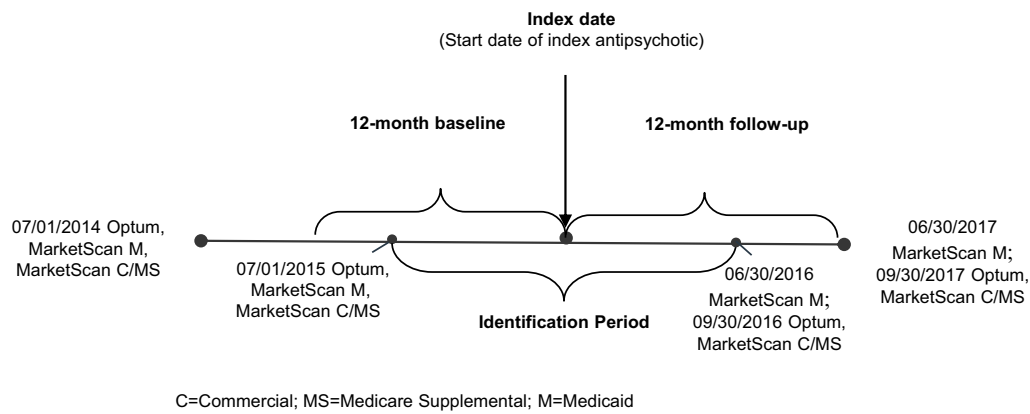 Index date
(Start date of index antipsychotic)
12-month baseline
12-month follow-up
07/01/2014 Optum,
MarketScan M,
MarketScan C/MS
07/01/2015 Optum,
MarketScan M,
MarketScan C/MS
Identification Period
06/30/2016
MarketScan M;
09/30/2016 Optum,
MarketScan C/MS
06/30/2017
MarketScan M;
09/30/2017 Optum,
MarketScan C/MS
C=Commercial; MS=Medicare Supplemental; M=Medicaid